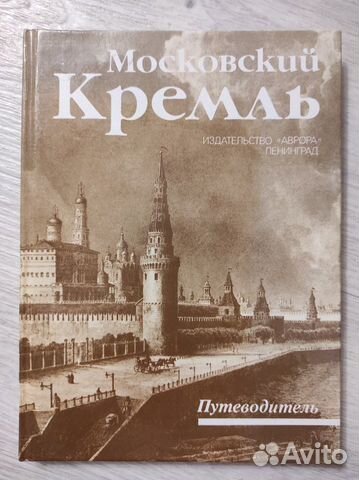 Московский
Кремль
ИЗДАТЕЛЬСТВО «АВРОРА»
ЛЕНИНГРАД
Путеводитель
Avito